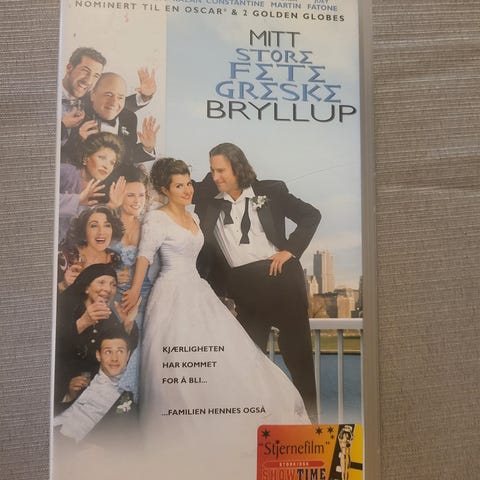 CONSTANTINE MARTIN FATONE
NOMINERT TIL EN OSCAR® & 2 GOLDEN GLOBES
MITT
STORE
FETE
GRESKE
BRYLLUP
KJÆRLIGHETEN
HAR KOMMET
FOR Å BLI...
...FAMILIEN HENNES OGSÅ
"Stjernefilm"
SHOWTIME